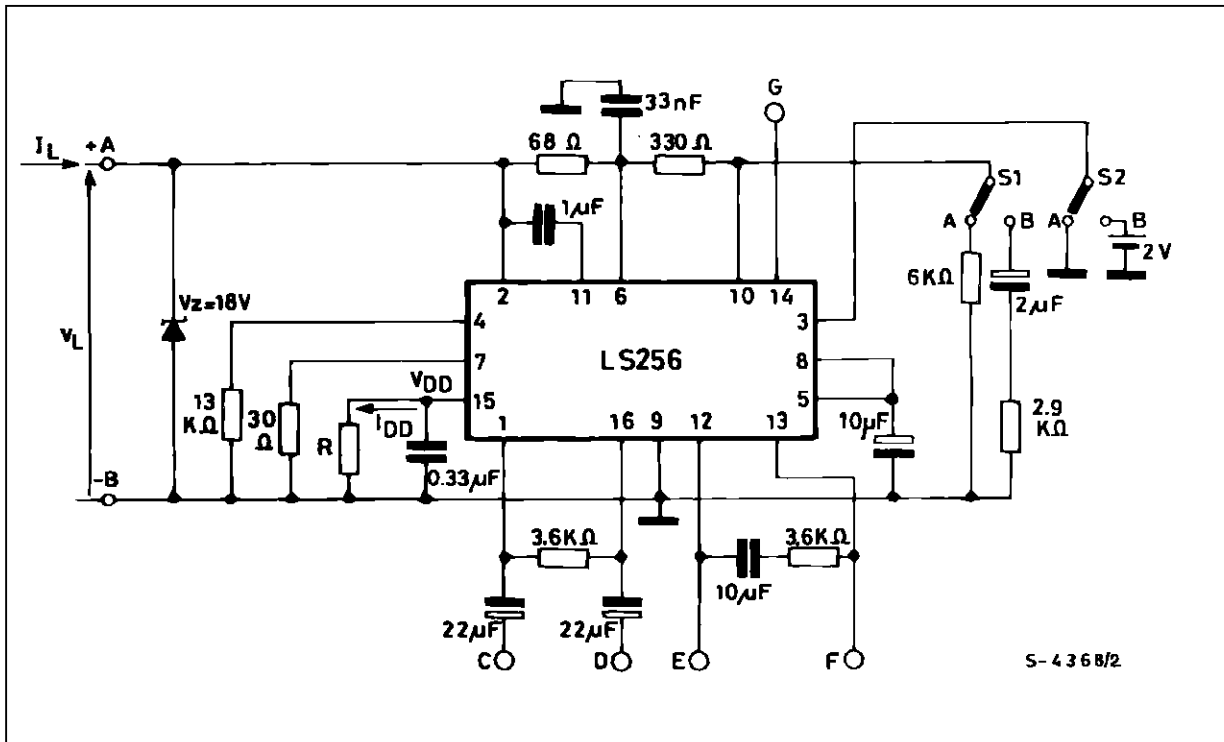 G
33nF
I_L
+A
68 Ω
330 Ω
S1
S2
1µF
A
B
A
B
2 V
6KΩ
2µF
2
11
6
10
14
Vz=18V
4
3
V_L
LS256
7
8
V_DD
13 KΩ
30 Ω
15
5
I_DD
10µF
2.9 KΩ
R
1
16
9
12
13
0.33µF
-B
3.6KΩ
3.6KΩ
10µF
22µF
22µF
C
D
E
F
S-4368/2